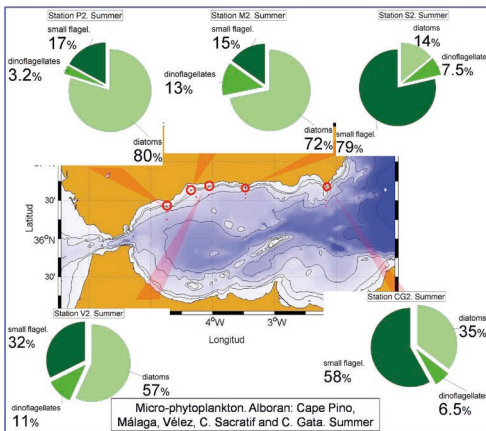 Station P2. Summer
small flagel.
17%
dinoflagellates
3.2%
diatoms
80%
Station M2. Summer
small flagel.
15%
dinoflagellates
13%
diatoms
72%
Station S2. Summer
diatoms
14%
dinoflagellates
7.5%
small flagel.
79%
Latitud
30'
36°N
30'
4°W
3°W
Longitud
Station V2. Summer
small flagel.
32%
diatoms
57%
dinoflagellates
11%
Station CG2. Summer
diatoms
35%
small flagel.
58%
dinoflagellates
6.5%
Micro-phytoplankton. Alboran: Cape Pino,
Málaga, Vélez, C. Sacratif and C. Gata. Summer